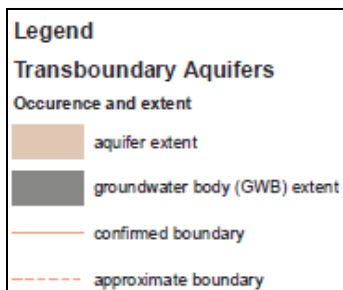 Legend
Transboundary Aquifers
Occurence and extent
aquifer extent
groundwater body (GWB) extent
confirmed boundary
approximate boundary